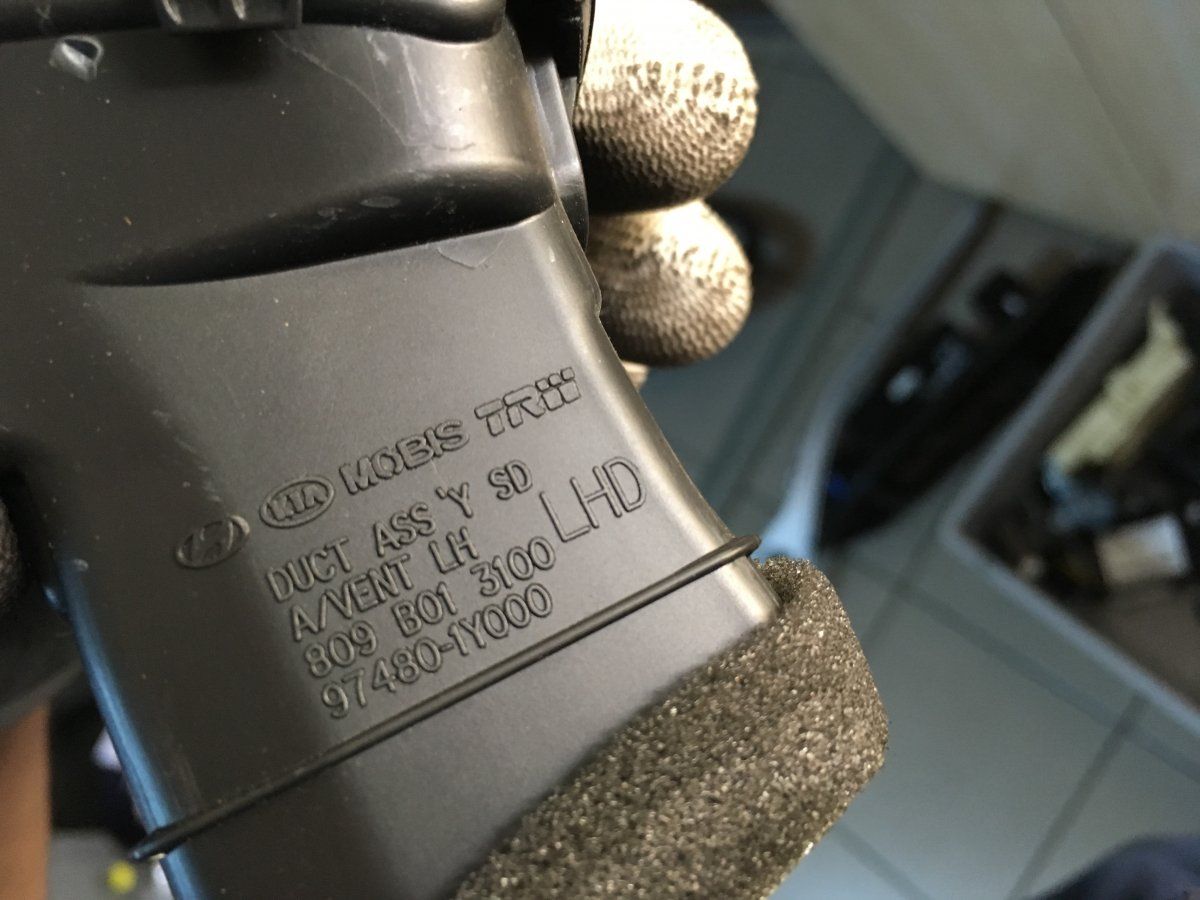 KIA MOBIS TRW
DUCT ASS'Y SD
A/VENT LH
LHD
809 B01 3100
97480-1Y000